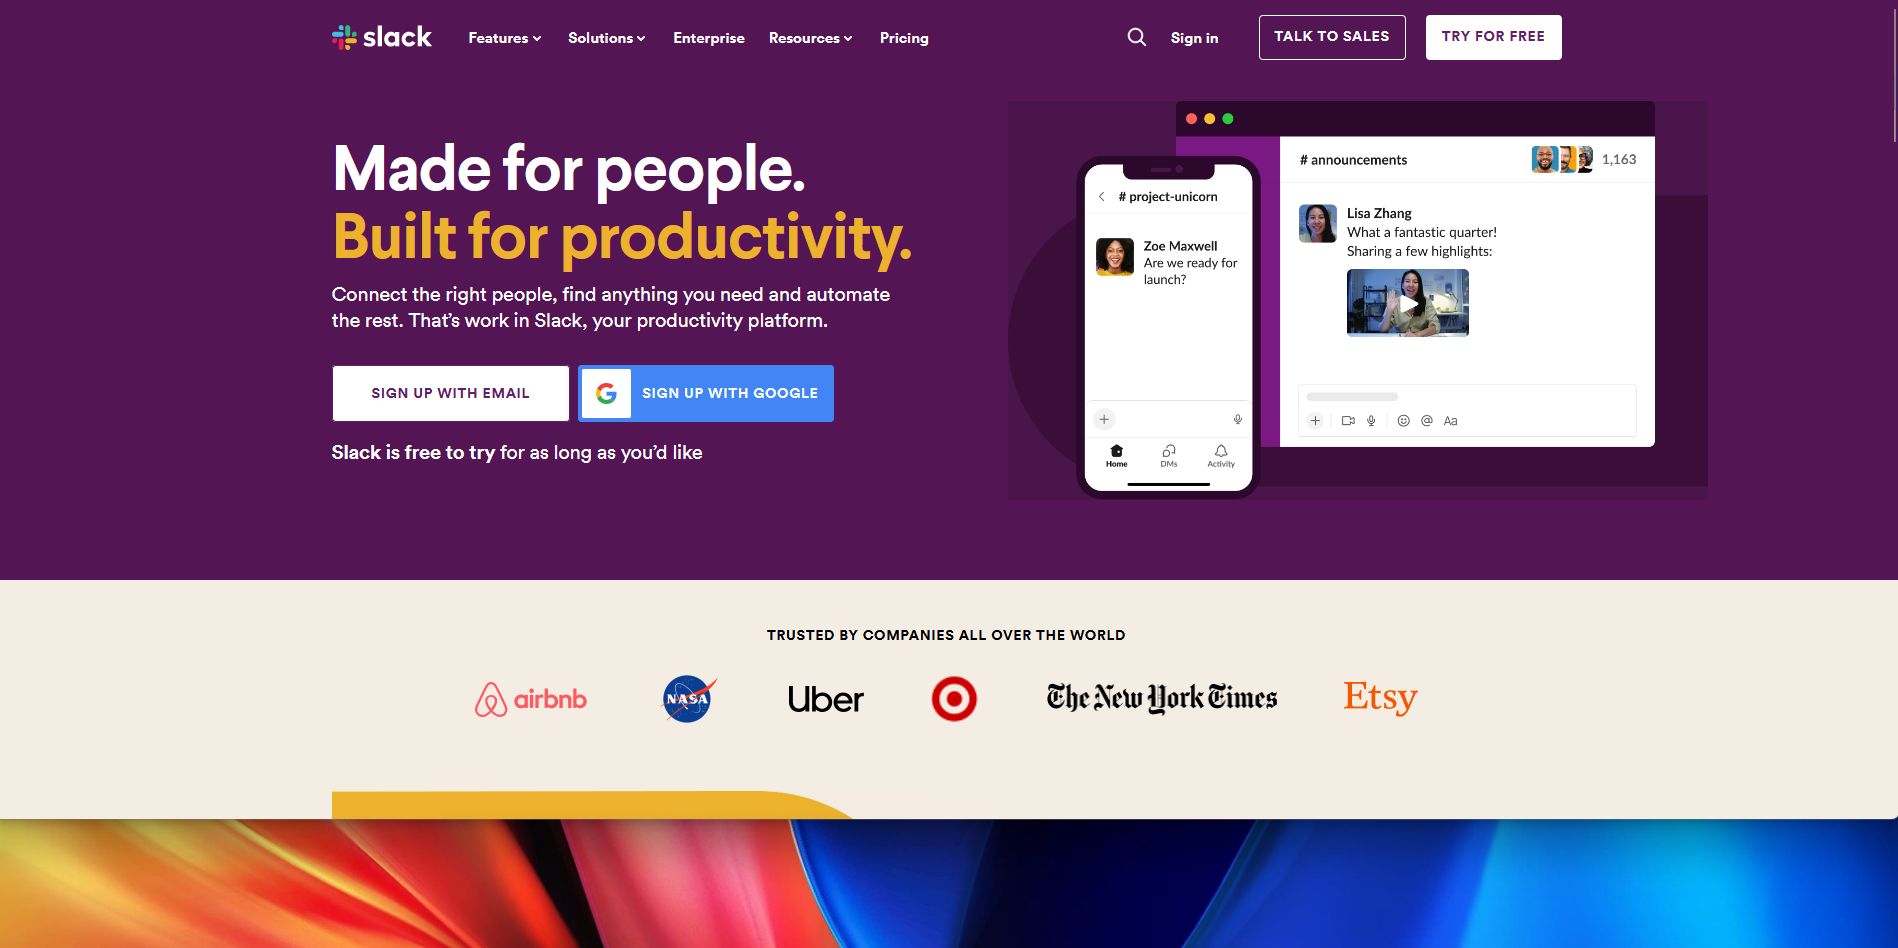 slack Features Solutions Enterprise Resources Pricing Sign in TALK TO SALES TRY FOR FREE
Made for people.
Built for productivity.
Connect the right people, find anything you need and automate
the rest. That’s work in Slack, your productivity platform.
SIGN UP WITH EMAIL
G SIGN UP WITH GOOGLE
Slack is free to try for as long as you’d like
# project-unicorn
Zoe Maxwell
Are we ready for
launch?
Home DMs Activity
# announcements 1,163
Lisa Zhang
What a fantastic quarter!
Sharing a few highlights:
@ Aa
TRUSTED BY COMPANIES ALL OVER THE WORLD
airbnb NASA Uber The New York Times Etsy